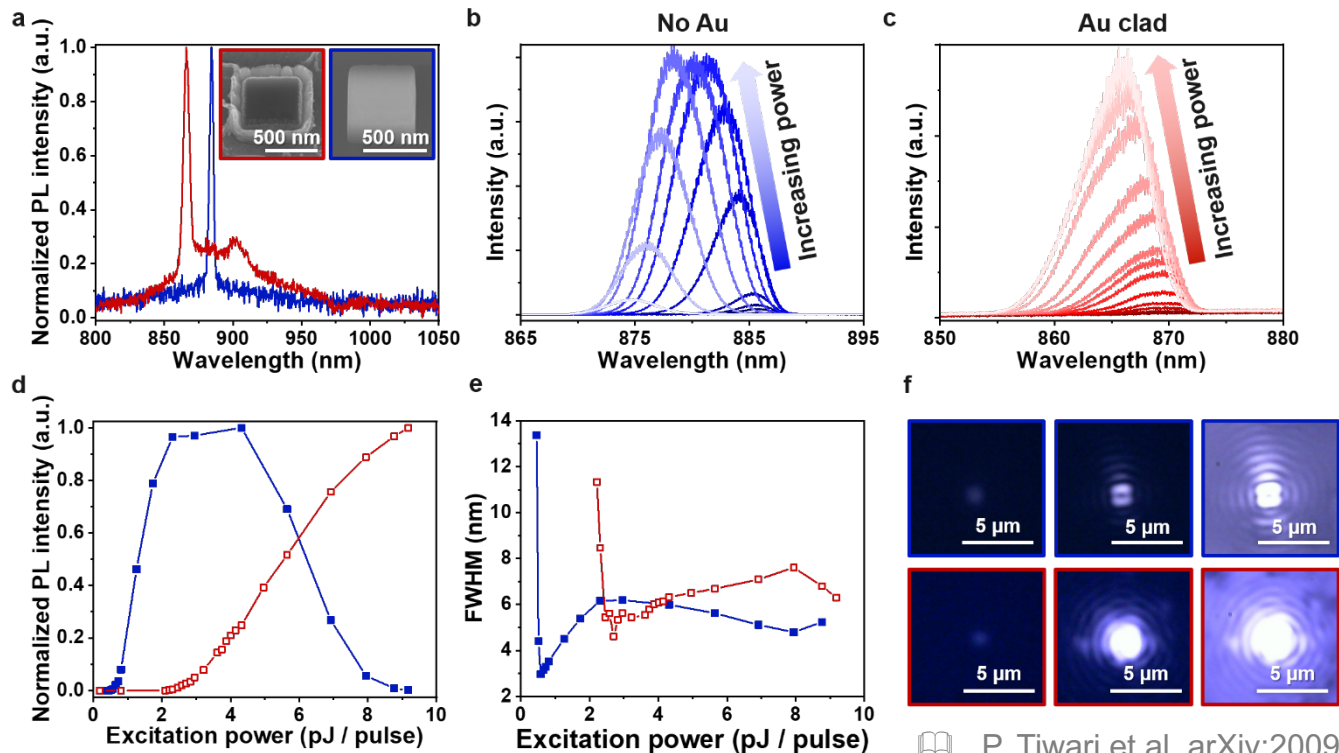 a
Normalized PL intensity (a.u.)
1.0
0.8
0.6
0.4
0.2
0.0
800
850
900
950
1000
1050
Wavelength (nm)
500 nm
500 nm
b
No Au
Intensity (a.u.)
Increasing power
865
875
885
895
Wavelength (nm)
c
Au clad
Intensity (a.u.)
Increasing power
850
860
870
880
Wavelength (nm)
d
Normalized PL intensity (a.u.)
1.0
0.8
0.6
0.4
0.2
0.0
0
2
4
6
8
10
Excitation power (pJ / pulse)
e
FWHM (nm)
14
12
10
8
6
4
2
0
2
4
6
8
10
Excitation power (pJ / pulse)
f
5 µm
5 µm
5 µm
5 µm
5 µm
5 µm
P. Tiwari et al. arXiv:2009